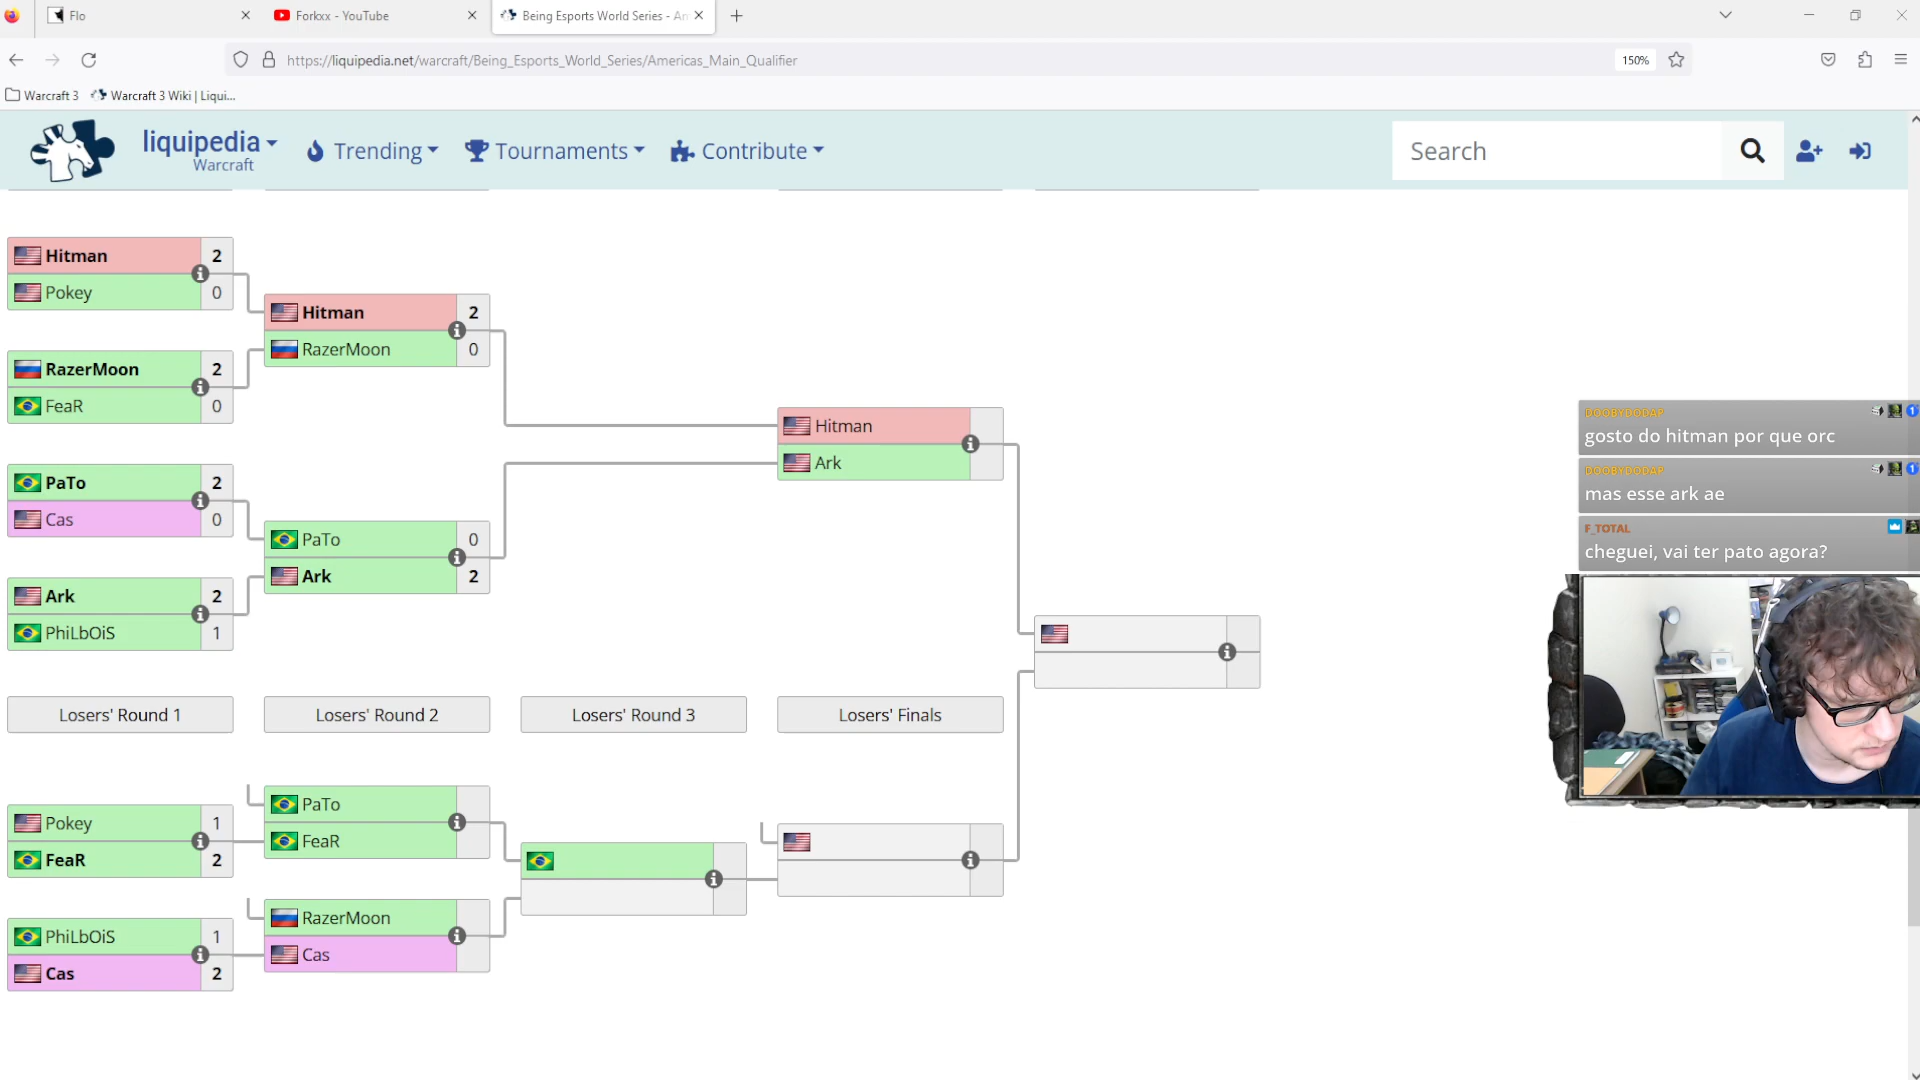 Flo
Forkxx - YouTube
Being Esports World Series - Am
https://liquipedia.net/warcraft/Being_Esports_World_Series/Americas_Main_Qualifier
150%
Warcraft 3
Warcraft 3 Wiki | Liqui...
liquipedia
Warcraft
Trending
Tournaments
Contribute
Search
Hitman 2
Pokey 0
Hitman 2
RazerMoon 0
RazerMoon 2
FeaR 0
Hitman
Ark
PaTo 2
Cas 0
PaTo 0
Ark 2
Ark 2
PhiLbOiS 1
Losers' Round 1
Losers' Round 2
Losers' Round 3
Losers' Finals
PaTo
FeaR
Pokey 1
FeaR 2
RazerMoon
Cas
PhiLbOiS 1
Cas 2
DOOBYDODAP
gosto do hitman por que orc
DOOBYDODAP
mas esse ark ae
F_TOTAL
cheguei, vai ter pato agora?